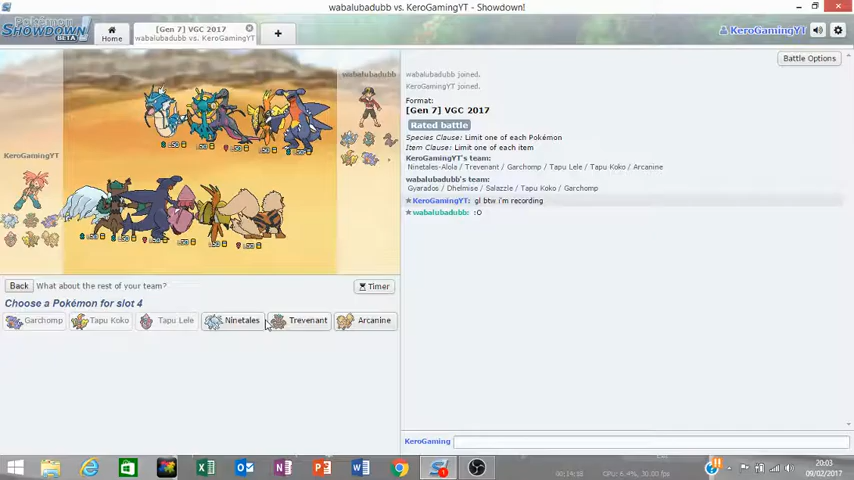 wabalubadubb vs. KeroGamingYT - Showdown!
Pokémon
SHOWDOWN
BETA
Home
[Gen 7] VGC 2017
wabalubadubb vs. KeroGamingYT
KeroGamingYT
Battle Options
wabalubadubb joined.
KeroGamingYT joined.
Format:
[Gen 7] VGC 2017
Rated battle
Species Clause: Limit one of each Pokémon
Item Clause: Limit one of each item
KeroGamingYT's team:
Ninetales-Alola / Trevenant / Garchomp / Tapu Lele / Tapu Koko / Arcanine
wabalubadubb's team:
Gyarados / Dhelmise / Salazzle / Tapu Koko / Garchomp
★KeroGamingYT: gl btw i'm recording
★wabalubadubb: :O
wabalubadubb
KeroGamingYT
Back What about the rest of your team?
Timer
Choose a Pokémon for slot 4
Garchomp Tapu Koko Tapu Lele Ninetales Trevenant Arcanine
KeroGaming
20:03
09/02/2017